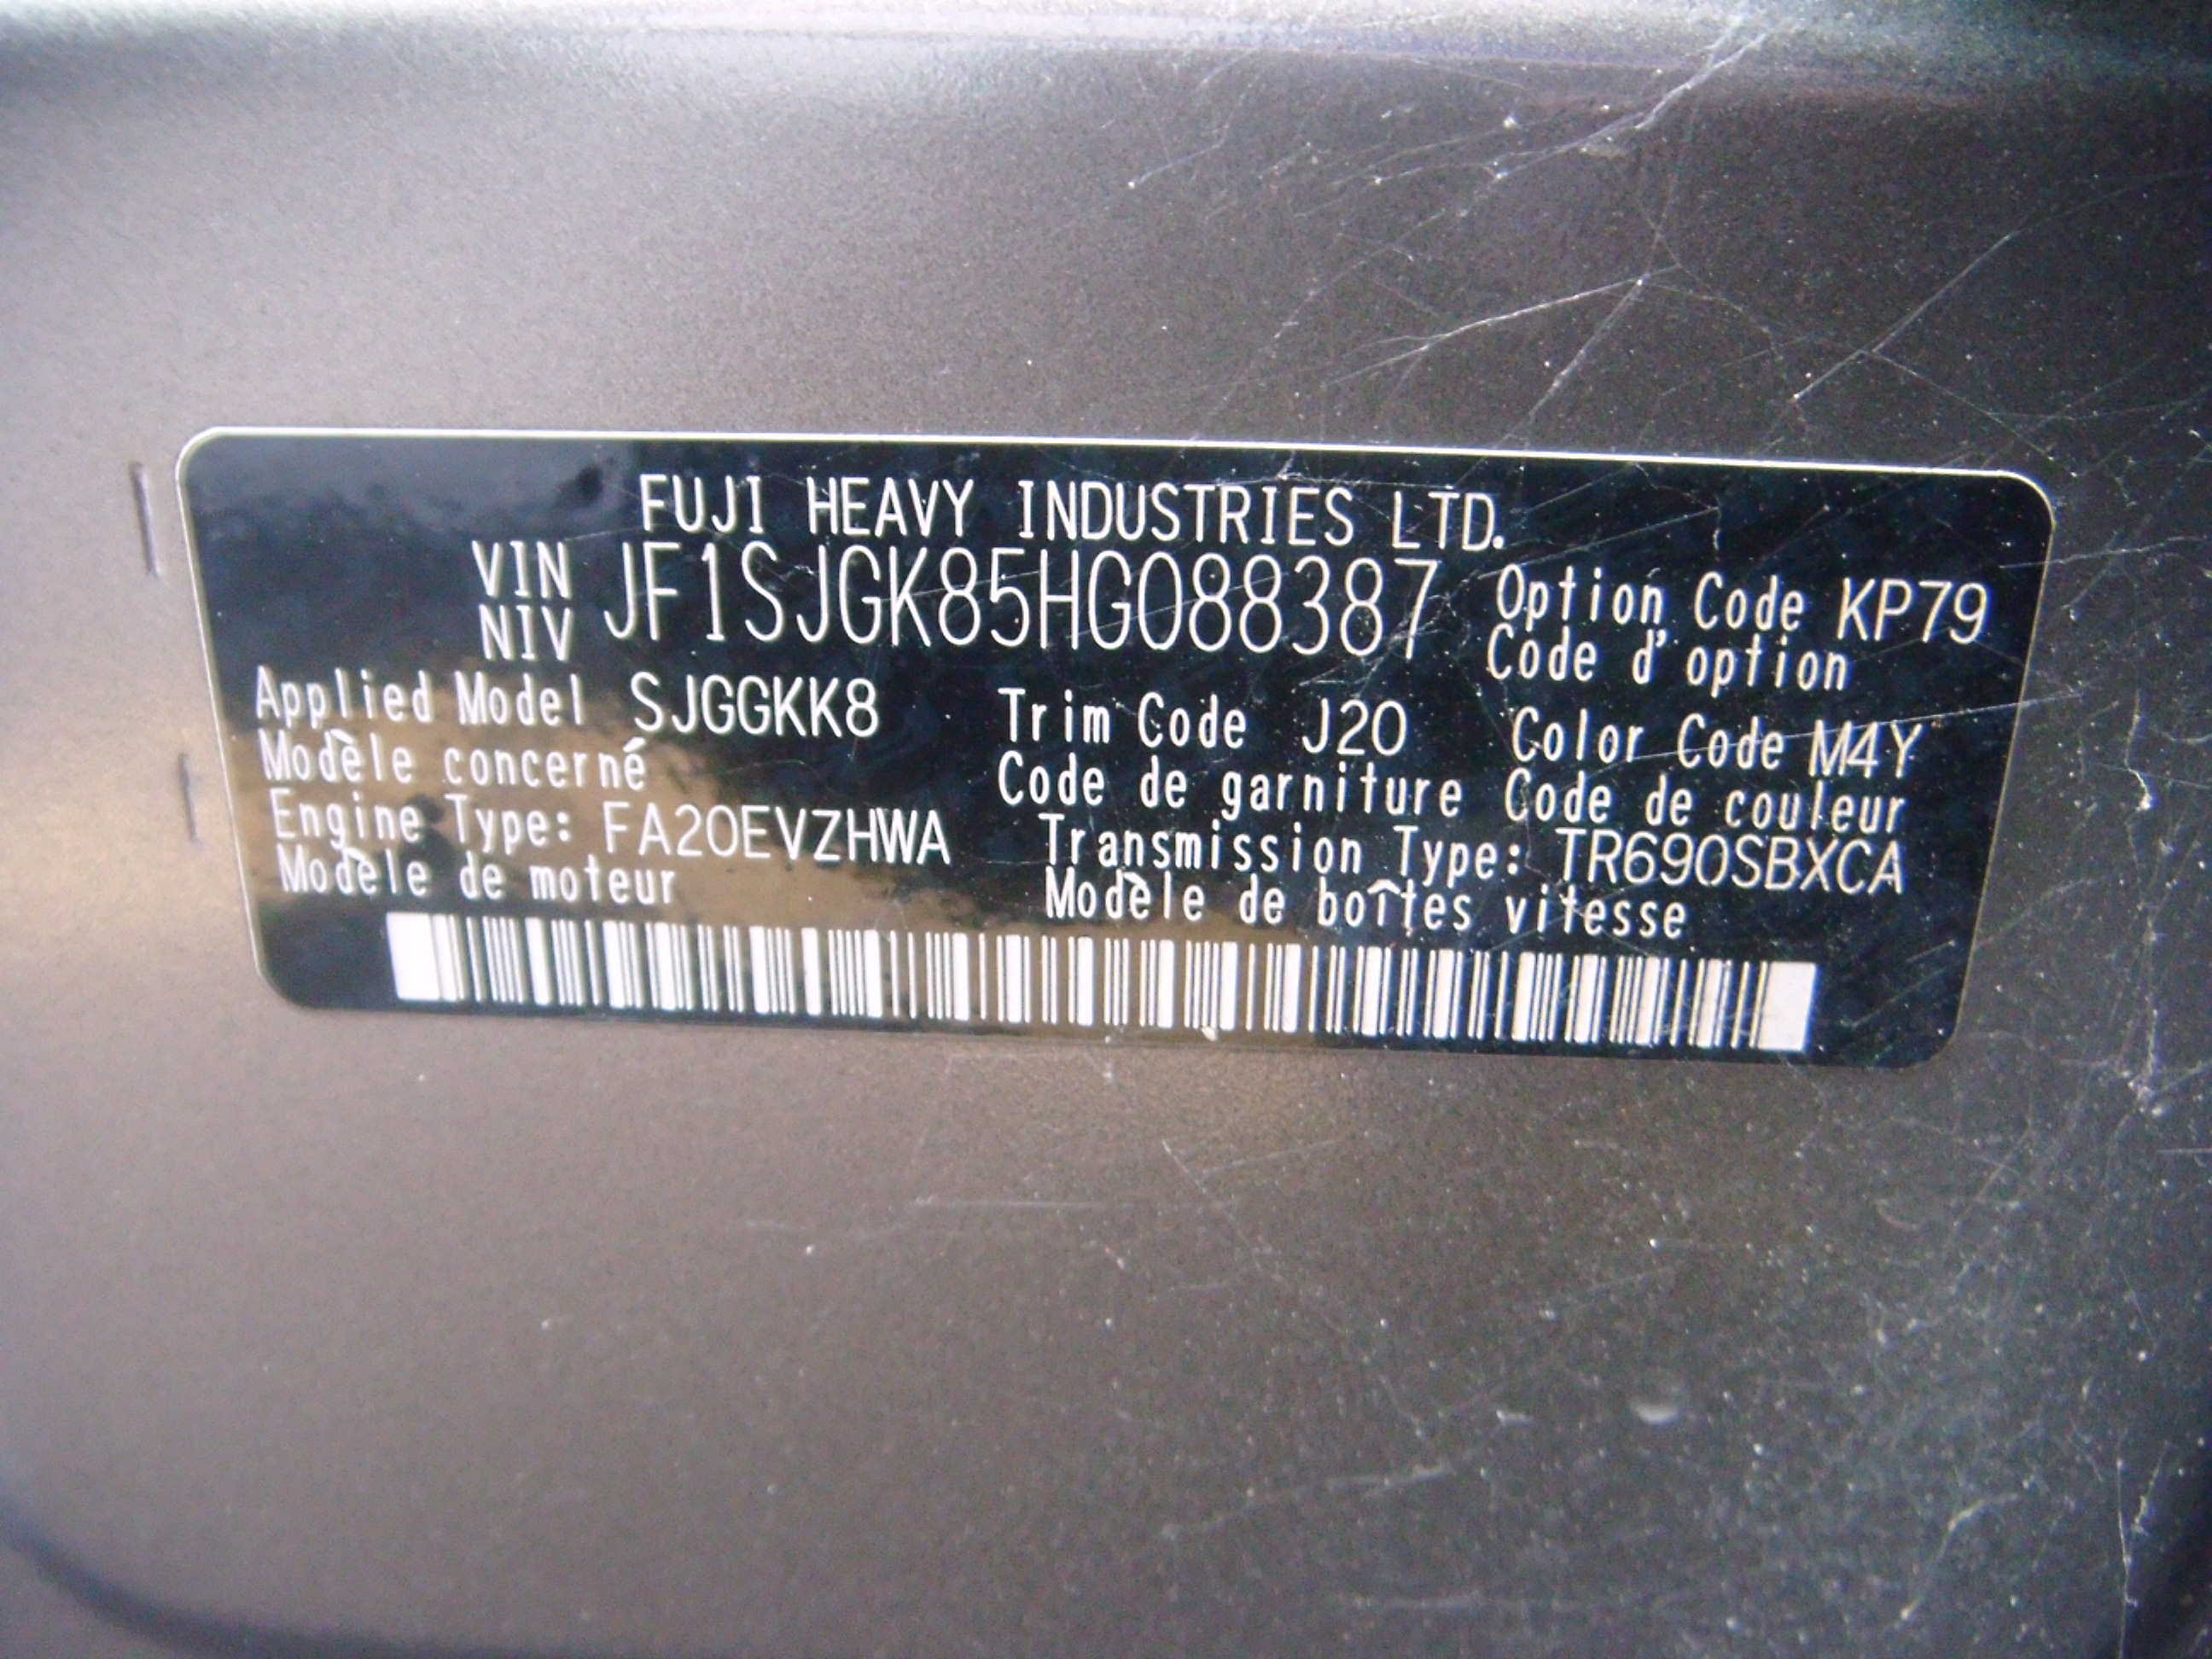 FUJI HEAVY INDUSTRIES LTD.
VIN
NIV
JF1SJGK85HG088387
Option Code KP79
Code d'option
Applied Model SJGGKK8
Modèle concerné
Trim Code J20
Code de garniture
Color Code M4Y
Code de couleur
Engine Type: FA20EVZHWA
Modèle de moteur
Transmission Type: TR690SBXCA
Modèle de boîtes vitesse